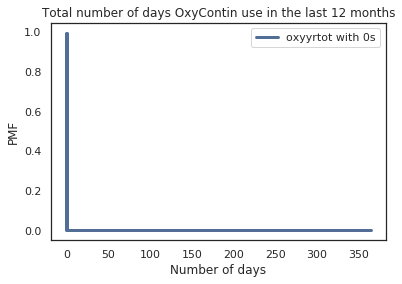 Total number of days OxyContin use in the last 12 months
oxyyrtot with 0s
1.0
0.8
0.6
0.4
0.2
0.0
PMF
0 50 100 150 200 250 300 350
Number of days